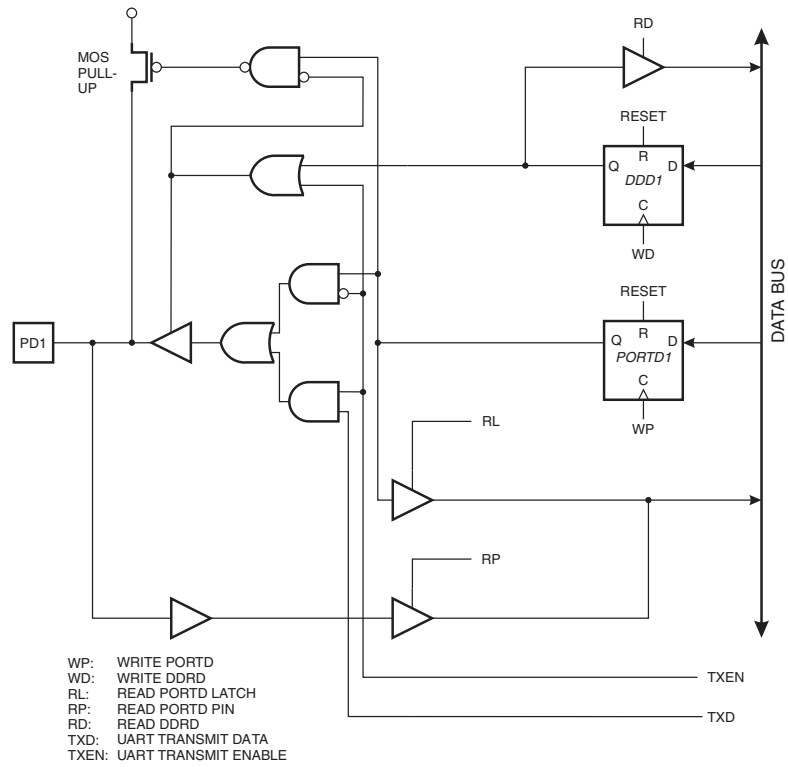 RD
MOS
PULL-
UP
RESET
R
Q
D
DDD1
C
WD
RESET
R
Q
D
PORTD1
C
WP
DATA BUS
PD1
RL
RP
WP: WRITE PORTD
WD: WRITE DDRD
RL: READ PORTD LATCH
RP: READ PORTD PIN
RD: READ DDRD
TXD: UART TRANSMIT DATA
TXEN: UART TRANSMIT ENABLE
TXEN
TXD